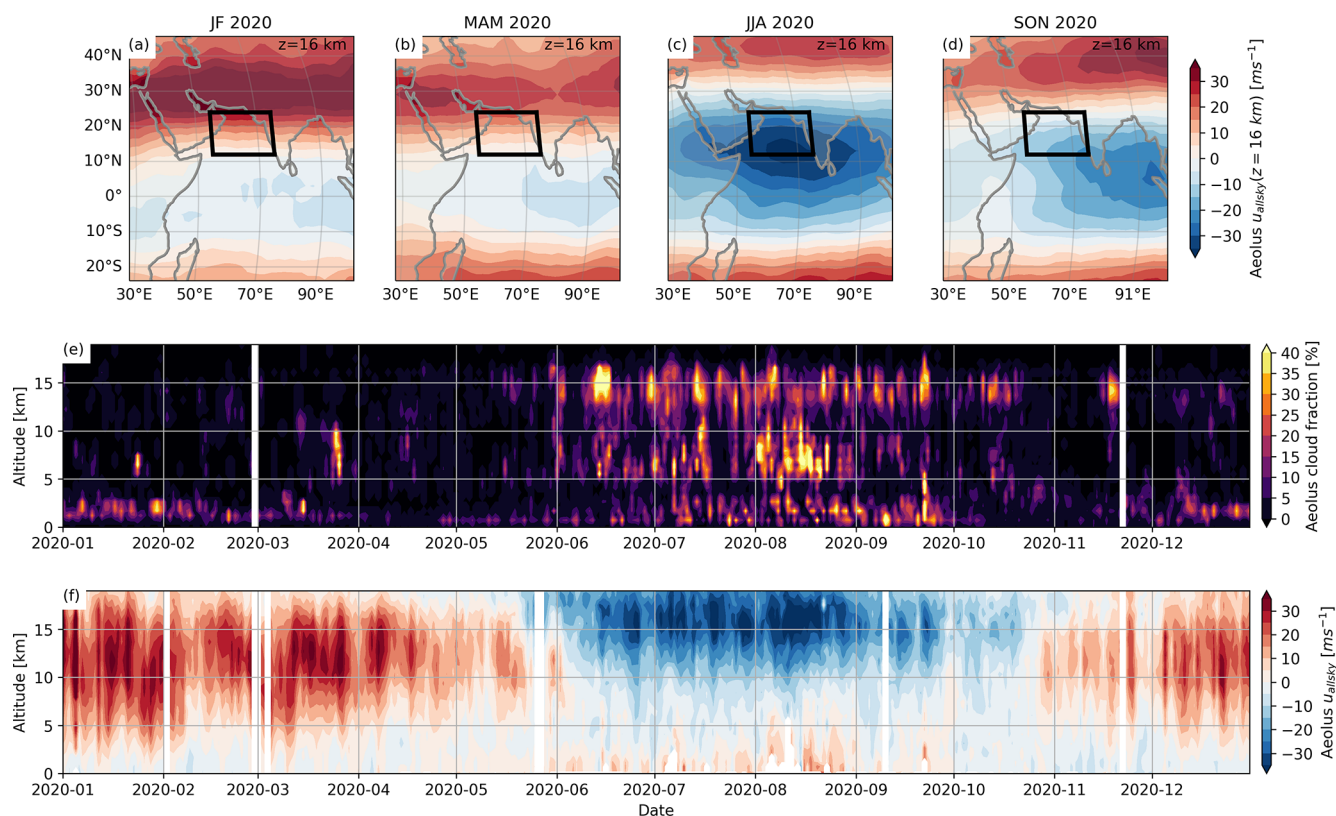 JF 2020 MAM 2020 JJA 2020 SON 2020
(a) z=16 km (b) z=16 km (c) z=16 km (d) z=16 km
40°N
30°N
20°N
10°N
0°
10°S
20°S
30°E 50°E 70°E 90°E 30°E 50°E 70°E 90°E 30°E 50°E 70°E 90°E 30°E 50°E 70°E 91°E
30
20
10
0
−10
−20
−30
Aeolus u_allsky(z = 16 km) [ms⁻¹]
(e)
Altitude [km]
15
10
5
0
2020-01 2020-02 2020-03 2020-04 2020-05 2020-06 2020-07 2020-08 2020-09 2020-10 2020-11 2020-12
40
35
30
25
20
15
10
5
0
Aeolus cloud fraction [%]
(f)
Altitude [km]
15
10
5
0
2020-01 2020-02 2020-03 2020-04 2020-05 2020-06 2020-07 2020-08 2020-09 2020-10 2020-11 2020-12
Date
30
20
10
0
−10
−20
−30
Aeolus u_allsky [ms⁻¹]